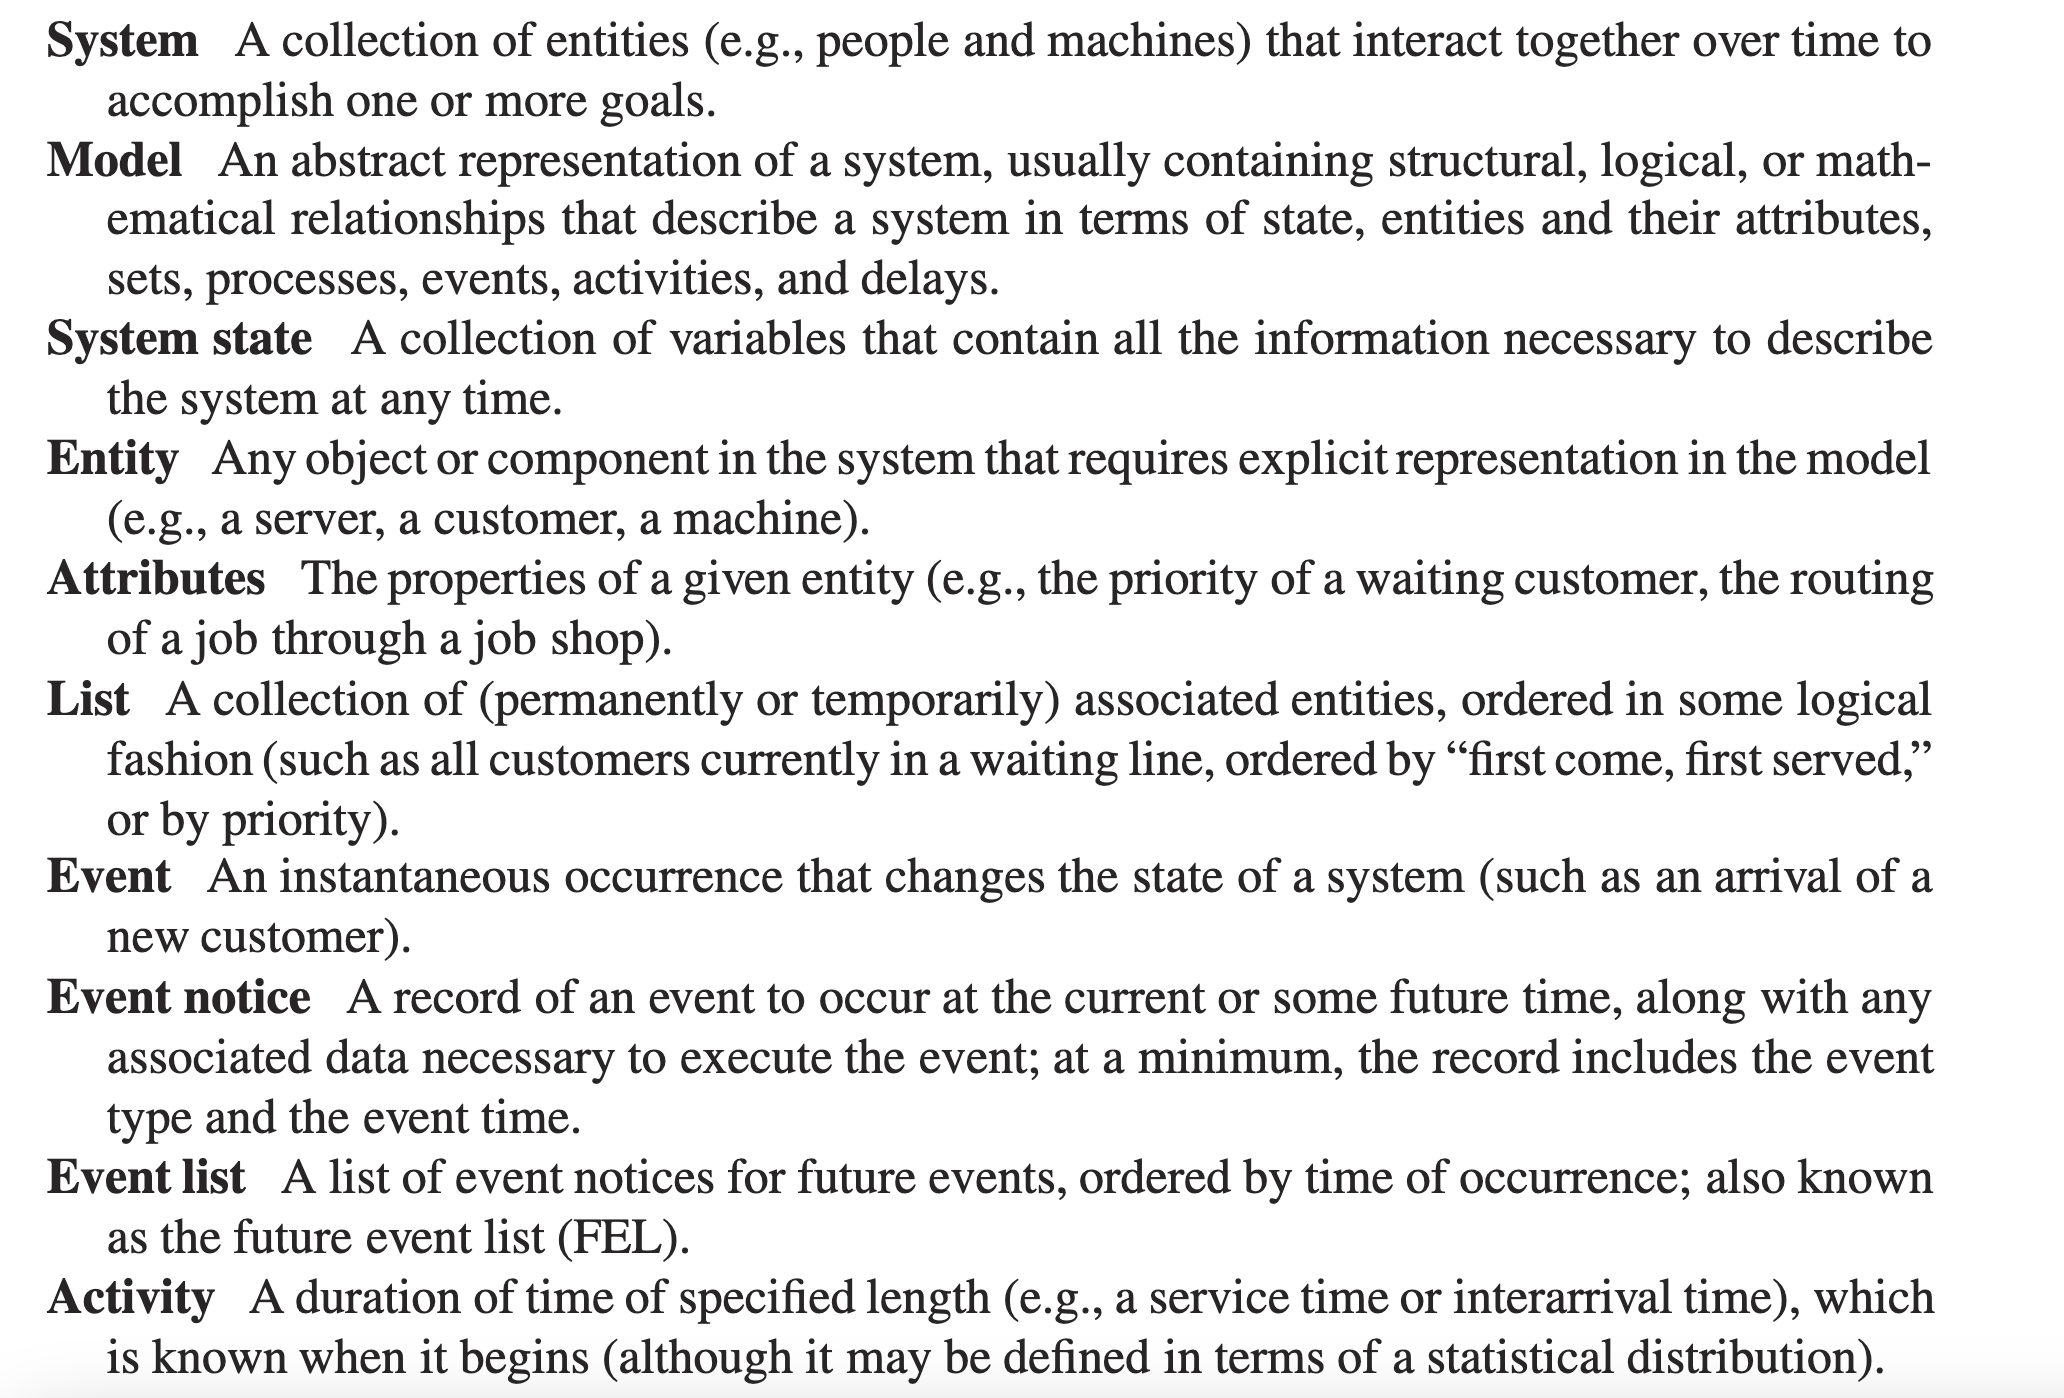 System A collection of entities (e.g., people and machines) that interact together over time to
accomplish one or more goals.
Model An abstract representation of a system, usually containing structural, logical, or math-
ematical relationships that describe a system in terms of state, entities and their attributes,
sets, processes, events, activities, and delays.
System state A collection of variables that contain all the information necessary to describe
the system at any time.
Entity Any object or component in the system that requires explicit representation in the model
(e.g., a server, a customer, a machine).
Attributes The properties of a given entity (e.g., the priority of a waiting customer, the routing
of a job through a job shop).
List A collection of (permanently or temporarily) associated entities, ordered in some logical
fashion (such as all customers currently in a waiting line, ordered by “first come, first served,”
or by priority).
Event An instantaneous occurrence that changes the state of a system (such as an arrival of a
new customer).
Event notice A record of an event to occur at the current or some future time, along with any
associated data necessary to execute the event; at a minimum, the record includes the event
type and the event time.
Event list A list of event notices for future events, ordered by time of occurrence; also known
as the future event list (FEL).
Activity A duration of time of specified length (e.g., a service time or interarrival time), which
is known when it begins (although it may be defined in terms of a statistical distribution).